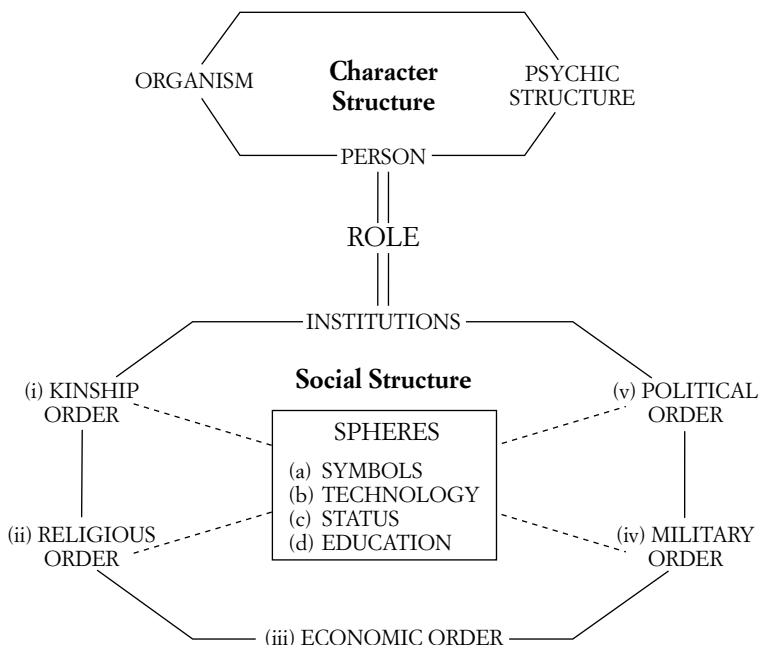 ORGANISM
Character
Structure
PSYCHIC
STRUCTURE
PERSON
ROLE
INSTITUTIONS
Social Structure
(i) KINSHIP
ORDER
(v) POLITICAL
ORDER
SPHERES
(a) SYMBOLS
(b) TECHNOLOGY
(c) STATUS
(d) EDUCATION
(ii) RELIGIOUS
ORDER
(iv) MILITARY
ORDER
(iii) ECONOMIC ORDER